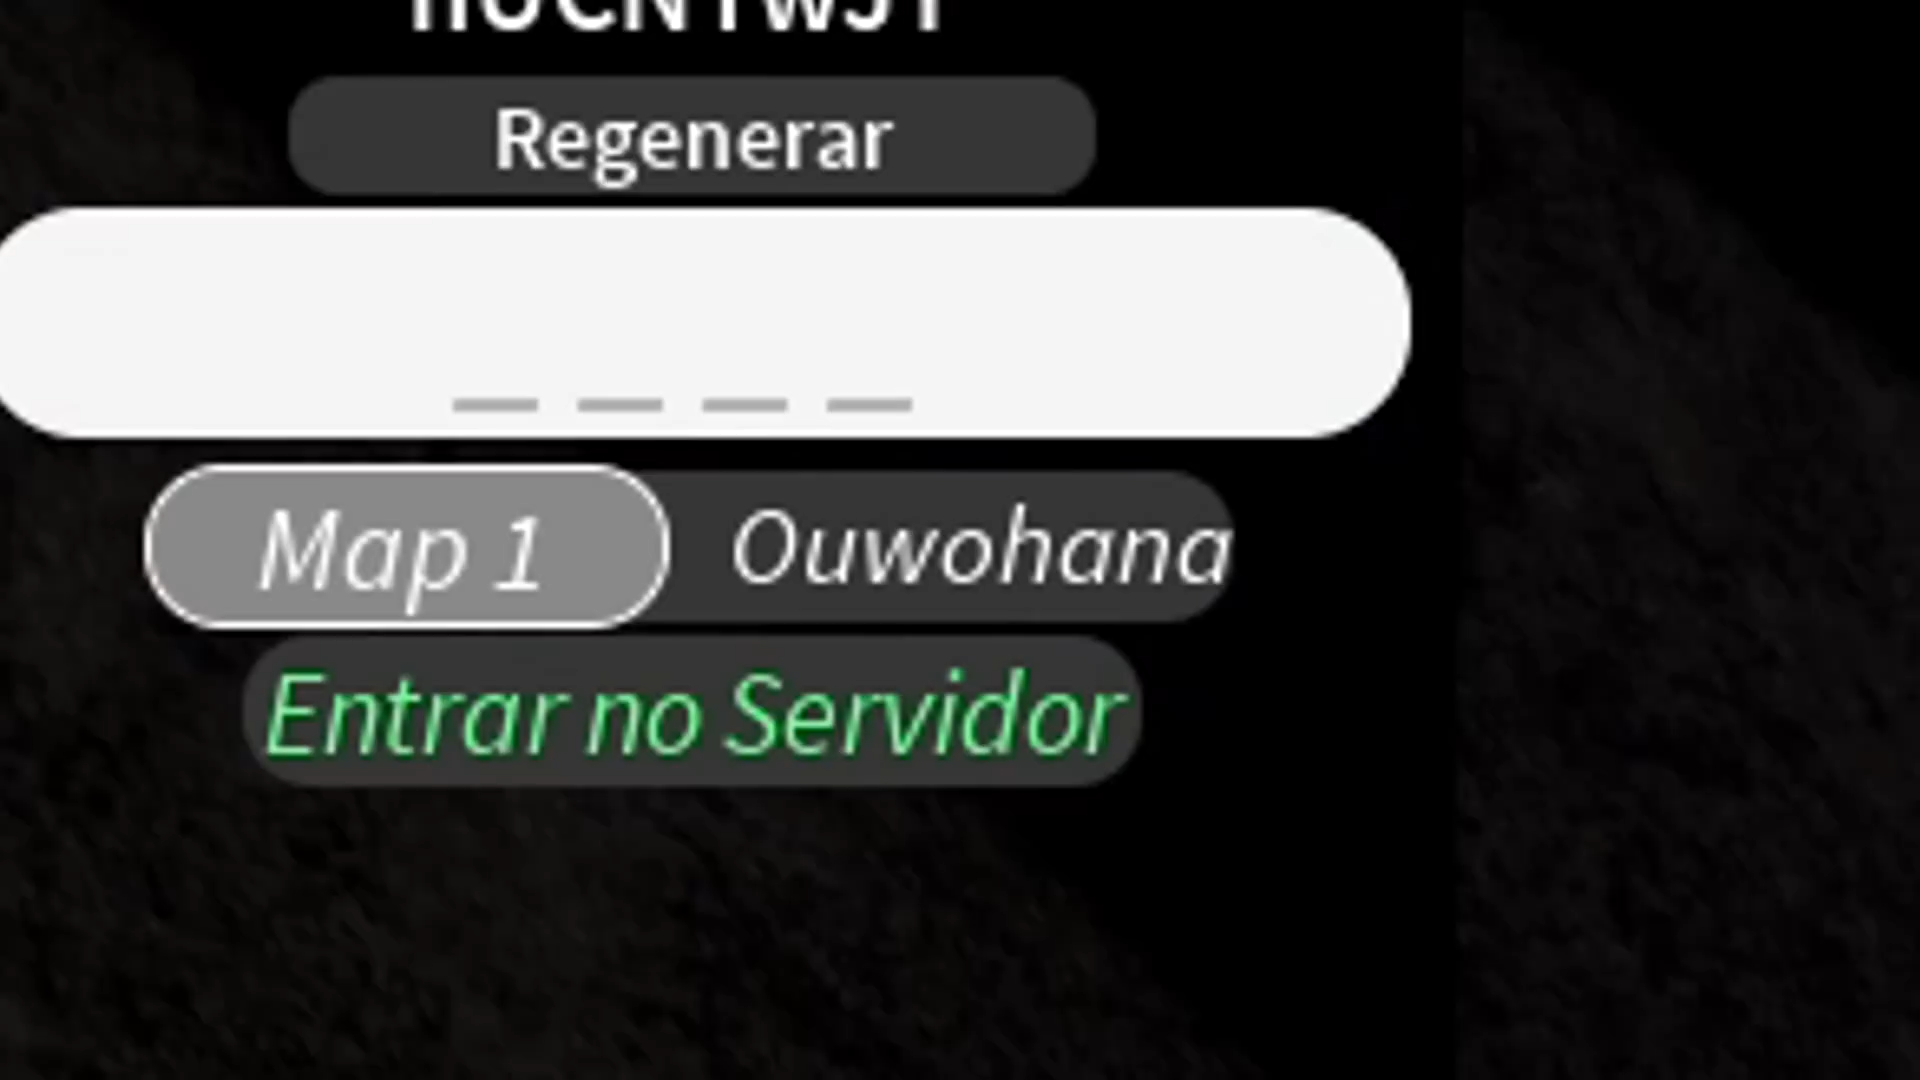 Regenerar
_ _ _ _
Map 1 Ouwohana
Entrar no Servidor